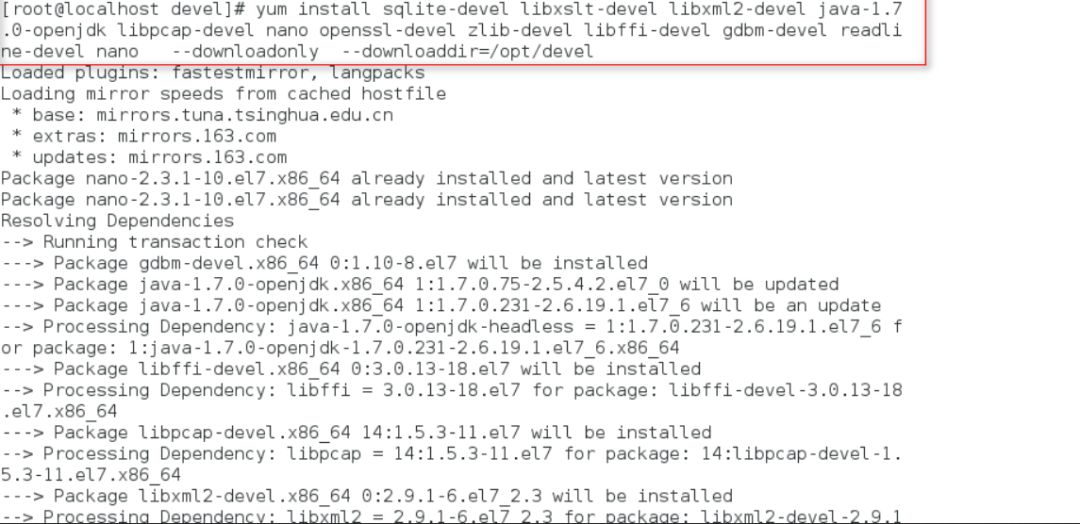 [root@localhost devel]# yum install sqlite-devel libxslt-devel libxml2-devel java-1.7
.0-openjdk libpcap-devel nano openssl-devel zlib-devel libffi-devel gdbm-devel readli
ne-devel nano   --downloadonly  --downloaddir=/opt/devel
Loaded plugins: fastestmirror, langpacks
Loading mirror speeds from cached hostfile
 * base: mirrors.tuna.tsinghua.edu.cn
 * extras: mirrors.163.com
 * updates: mirrors.163.com
Package nano-2.3.1-10.el7.x86_64 already installed and latest version
Package nano-2.3.1-10.el7.x86_64 already installed and latest version
Resolving Dependencies
--> Running transaction check
---> Package gdbm-devel.x86_64 0:1.10-8.el7 will be installed
---> Package java-1.7.0-openjdk.x86_64 1:1.7.0.75-2.5.4.2.el7_0 will be updated
---> Package java-1.7.0-openjdk.x86_64 1:1.7.0.231-2.6.19.1.el7_6 will be an update
--> Processing Dependency: java-1.7.0-openjdk-headless = 1:1.7.0.231-2.6.19.1.el7_6 f
or package: 1:java-1.7.0-openjdk-1.7.0.231-2.6.19.1.el7_6.x86_64
---> Package libffi-devel.x86_64 0:3.0.13-18.el7 will be installed
--> Processing Dependency: libffi = 3.0.13-18.el7 for package: libffi-devel-3.0.13-18
.el7.x86_64
---> Package libpcap-devel.x86_64 14:1.5.3-11.el7 will be installed
--> Processing Dependency: libpcap = 14:1.5.3-11.el7 for package: 14:libpcap-devel-1.
5.3-11.el7.x86_64
---> Package libxml2-devel.x86_64 0:2.9.1-6.el7_2.3 will be installed
--> Processing Dependency: libxml2 = 2.9.1-6.el7_2.3 for package: libxml2-devel-2.9.1